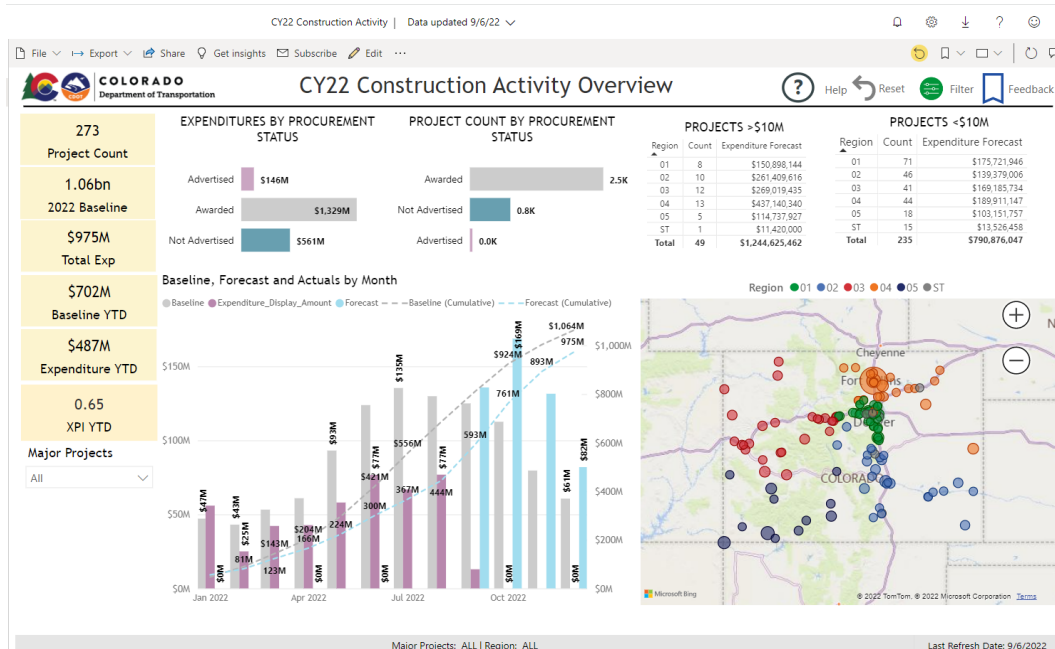 CY22 Construction Activity | Data updated 9/6/22
File Export Share Get insights Subscribe Edit ...
COLORADO
Department of Transportation
CY22 Construction Activity Overview
? Help Reset Filter Feedback
273
Project Count
1.06bn
2022 Baseline
$975M
Total Exp
$702M
Baseline YTD
$487M
Expenditure YTD
0.65
XPI YTD
Major Projects
All
EXPENDITURES BY PROCUREMENT
STATUS
Advertised $146M
Awarded $1,329M
Not Advertised $561M
PROJECT COUNT BY PROCUREMENT
STATUS
Awarded 2.5K
Not Advertised 0.8K
Advertised 0.0K
PROJECTS >$10M
Region Count Expenditure Forecast
01 8 $150,898,144
02 10 $261,409,616
03 12 $269,019,435
04 13 $437,140,340
05 5 $114,737,927
ST 1 $11,420,000
Total 49 $1,244,625,462
PROJECTS <$10M
Region Count Expenditure Forecast
01 71 $175,721,946
02 46 $139,379,006
03 41 $169,185,734
04 44 $189,911,147
05 18 $103,151,757
ST 15 $13,526,458
Total 235 $790,876,047
Baseline, Forecast and Actuals by Month
Baseline Expenditure_Display_Amount Forecast Baseline (Cumulative) Forecast (Cumulative)
$150M
$100M
$50M
$0M
$1,000M
$800M
$600M
$400M
$200M
$0M
$47M
$0M
$43M
$25M
81M
$143M
123M
$204M
166M
$0M
$93M
224M
$77M
$421M
300M
$0M
$135M
$556M
367M
$77M
444M
593M
$924M
761M
$0M
$169M
893M
$1,064M
975M
$61M
$0M
$82M
Jan 2022 Apr 2022 Jul 2022 Oct 2022
Region 01 02 03 04 05 ST
Cheyenne
Denver
Microsoft Bing
© 2022 TomTom, © 2022 Microsoft Corporation Terms
Major Projects: ALL | Region: ALL
Last Refresh Date: 9/6/2022